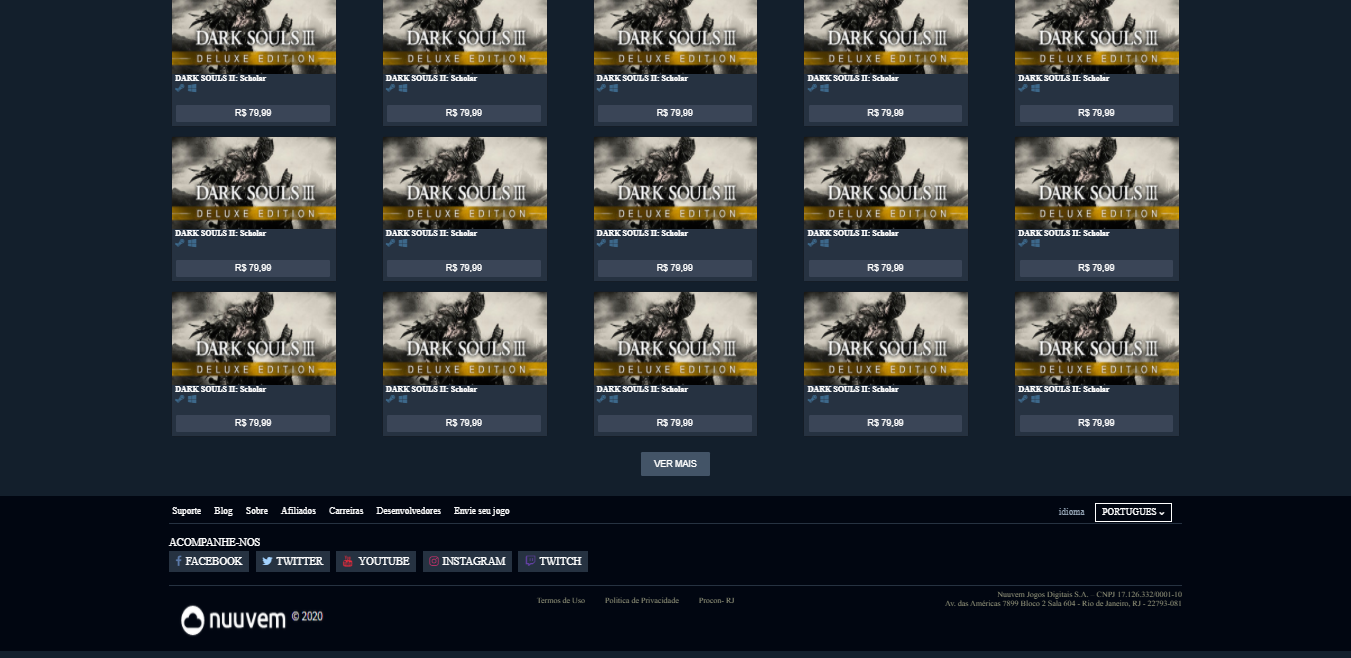 DARK SOULS III DARK SOULS III DARK SOULS III DARK SOULS III DARK SOULS III
DELUXE EDITION DELUXE EDITION DELUXE EDITION DELUXE EDITION DELUXE EDITION
DARK SOULS II: Scholar DARK SOULS II: Scholar DARK SOULS II: Scholar DARK SOULS II: Scholar DARK SOULS II: Scholar
R$ 79,99 R$ 79,99 R$ 79,99 R$ 79,99 R$ 79,99
DARK SOULS III DARK SOULS III DARK SOULS III DARK SOULS III DARK SOULS III
DELUXE EDITION DELUXE EDITION DELUXE EDITION DELUXE EDITION DELUXE EDITION
DARK SOULS II: Scholar DARK SOULS II: Scholar DARK SOULS II: Scholar DARK SOULS II: Scholar DARK SOULS II: Scholar
R$ 79,99 R$ 79,99 R$ 79,99 R$ 79,99 R$ 79,99
DARK SOULS III DARK SOULS III DARK SOULS III DARK SOULS III DARK SOULS III
DELUXE EDITION DELUXE EDITION DELUXE EDITION DELUXE EDITION DELUXE EDITION
DARK SOULS II: Scholar DARK SOULS II: Scholar DARK SOULS II: Scholar DARK SOULS II: Scholar DARK SOULS II: Scholar
R$ 79,99 R$ 79,99 R$ 79,99 R$ 79,99 R$ 79,99
VER MAIS
Suporte Blog Sobre Afiliados Carreiras Desenvolvedores Envie seu jogo idioma PORTUGUES
ACOMPANHE-NOS
FACEBOOK TWITTER YOUTUBE INSTAGRAM TWITCH
Termos de Uso Politica de Privacidade Procon- RJ
Nuuvem Jogos Digitais S.A. – CNPJ 17.126.332/0001-10
Av. das Américas 7899 Bloco 2 Sala 604 - Rio de Janeiro, RJ - 22793-081
nuuvem © 2020